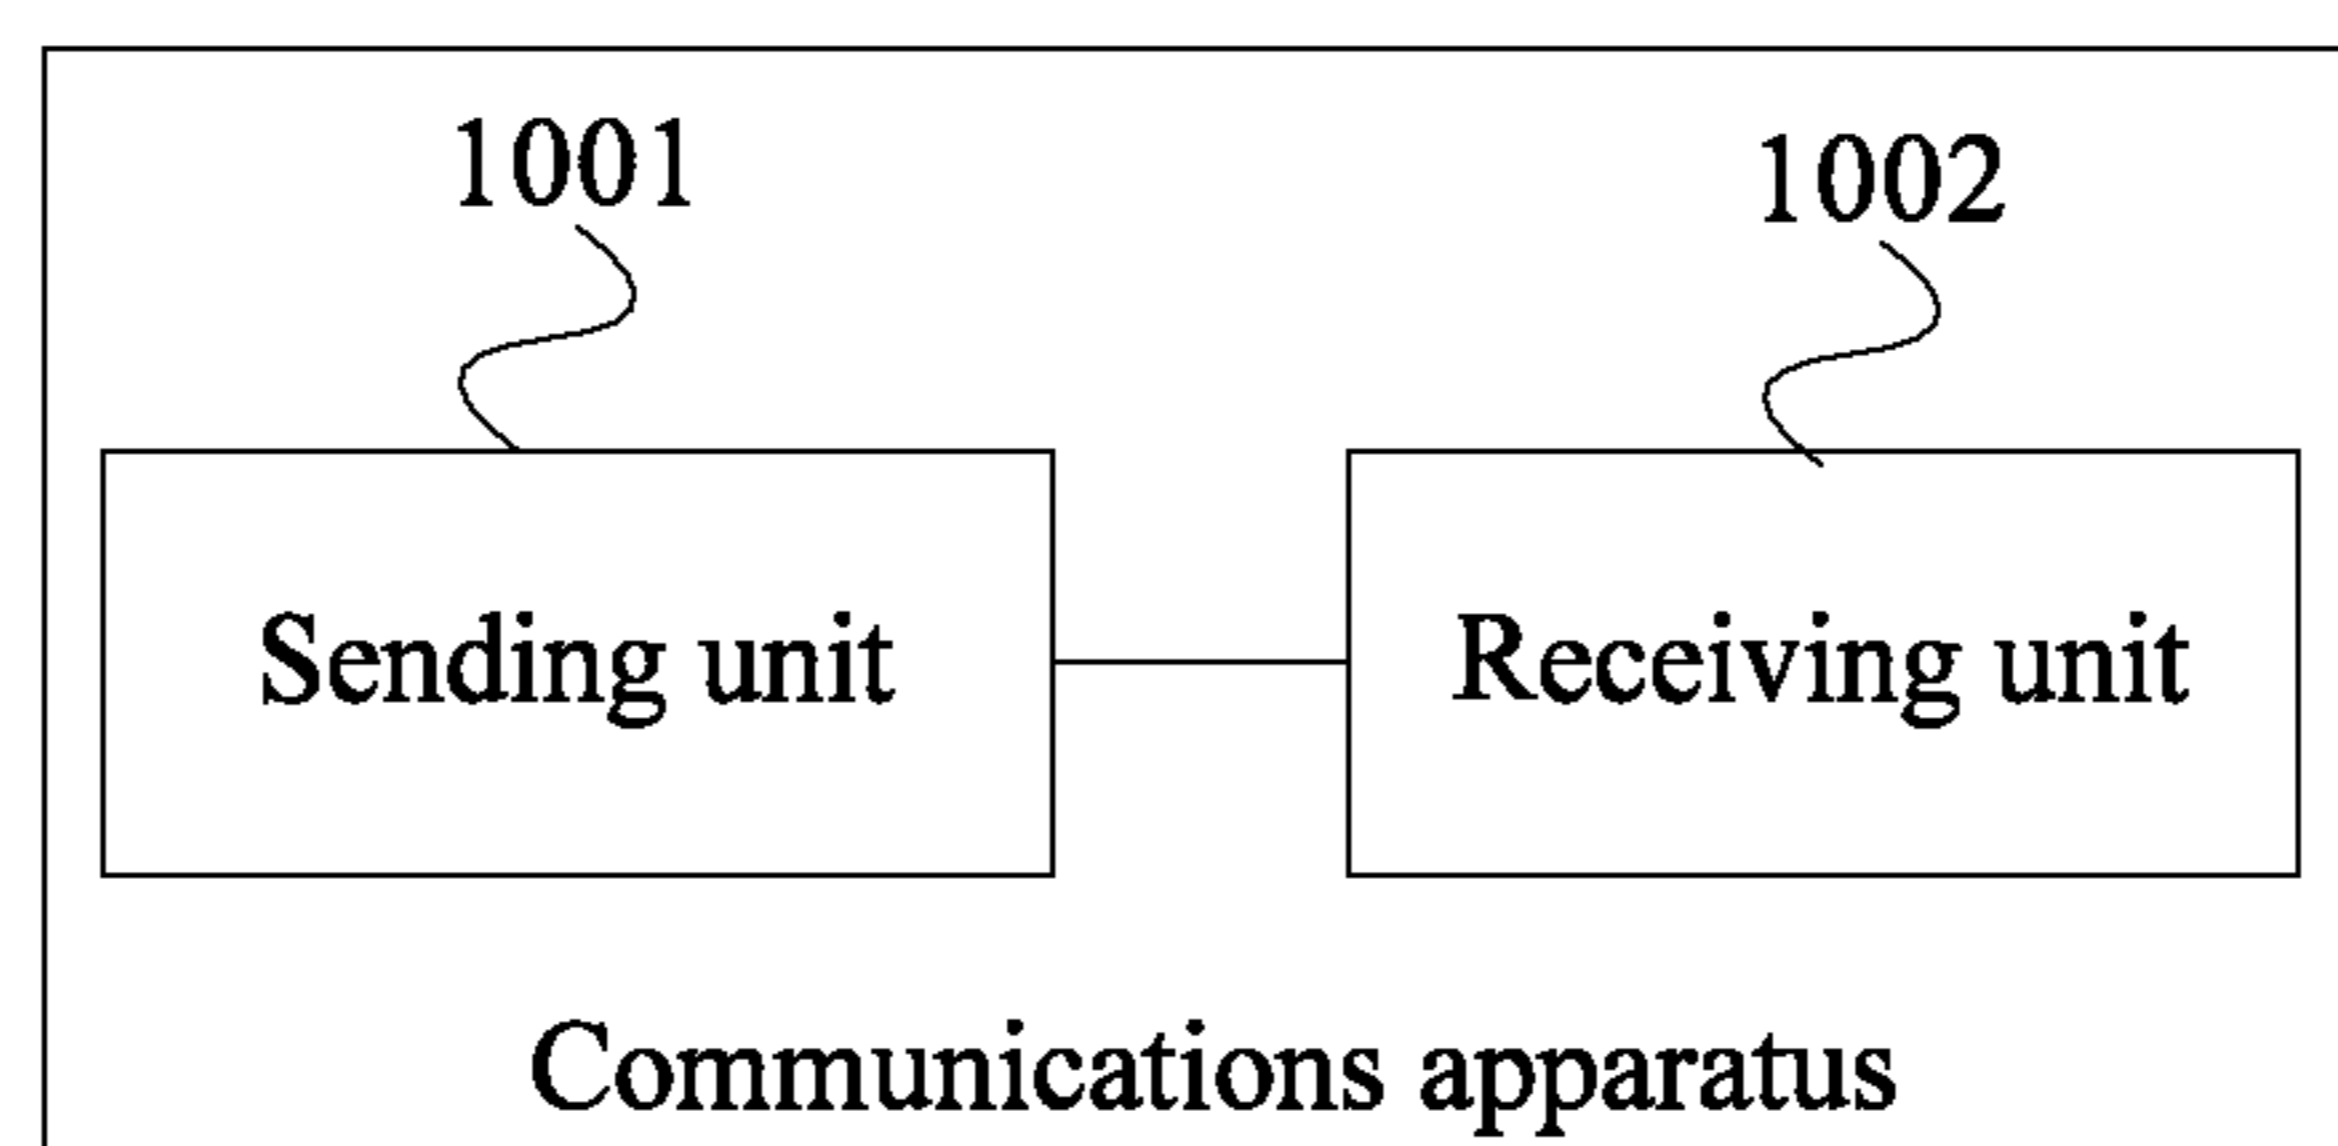 1001
1002
Sending unit
Receiving unit
Communications apparatus